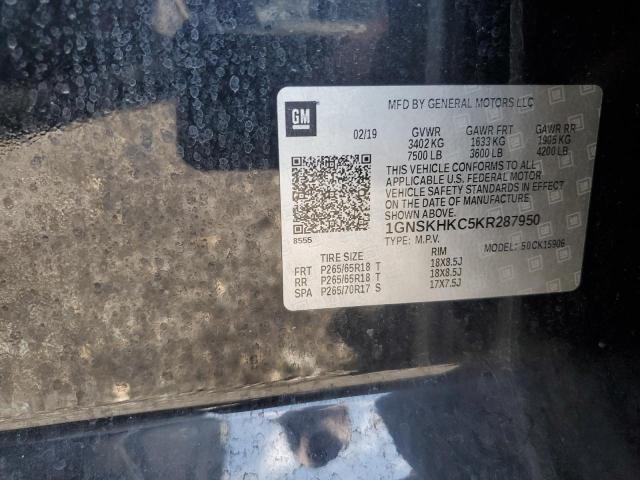 GM
MFD BY GENERAL MOTORS LLC
02/19 GVWR GAWR FRT GAWR RR
3402 KG 1633 KG 1905 KG
7500 LB 3600 LB 4200 LB
THIS VEHICLE CONFORMS TO ALL
APPLICABLE U.S. FEDERAL MOTOR
VEHICLE SAFETY STANDARDS IN EFFECT
ON THE DATE OF MANUFACTURE
SHOWN ABOVE.
8555 1GNSKHKC5KR287950
TYPE: M.P.V. MODEL: 50CK15906
TIRE SIZE RIM
FRT P265/65R18 T 18X8.5J
RR P265/65R18 T 18X8.5J
SPA P265/70R17 S 17X7.5J